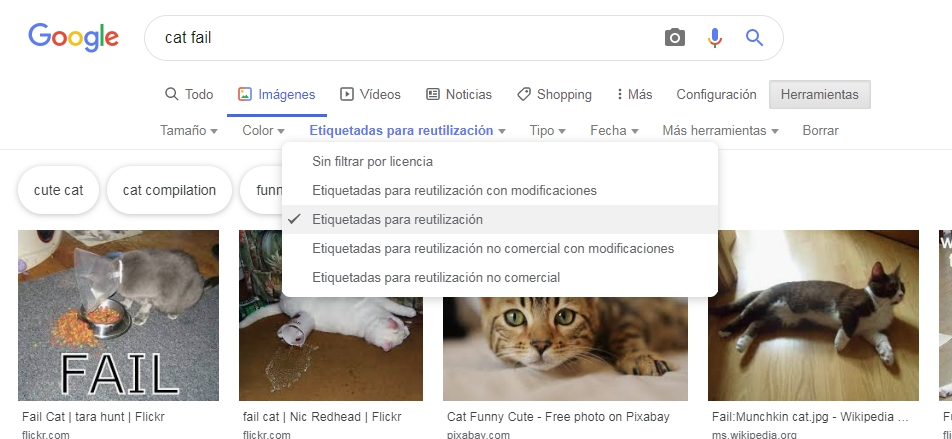 Google
cat fail
Todo Imágenes Vídeos Noticias Shopping Más Configuración Herramientas
Tamaño Color Etiquetadas para reutilización Tipo Fecha Más herramientas Borrar
Sin filtrar por licencia
Etiquetadas para reutilización con modificaciones
Etiquetadas para reutilización
Etiquetadas para reutilización no comercial con modificaciones
Etiquetadas para reutilización no comercial
cute cat cat compilation funn
FAIL
Fail Cat | tara hunt | Flickr
flickr.com
fail cat | Nic Redhead | Flickr
flickr.com
Cat Funny Cute - Free photo on Pixabay
pixabay.com
Fail:Munchkin cat.jpg - Wikipedia ...
ms.wikipedia.org